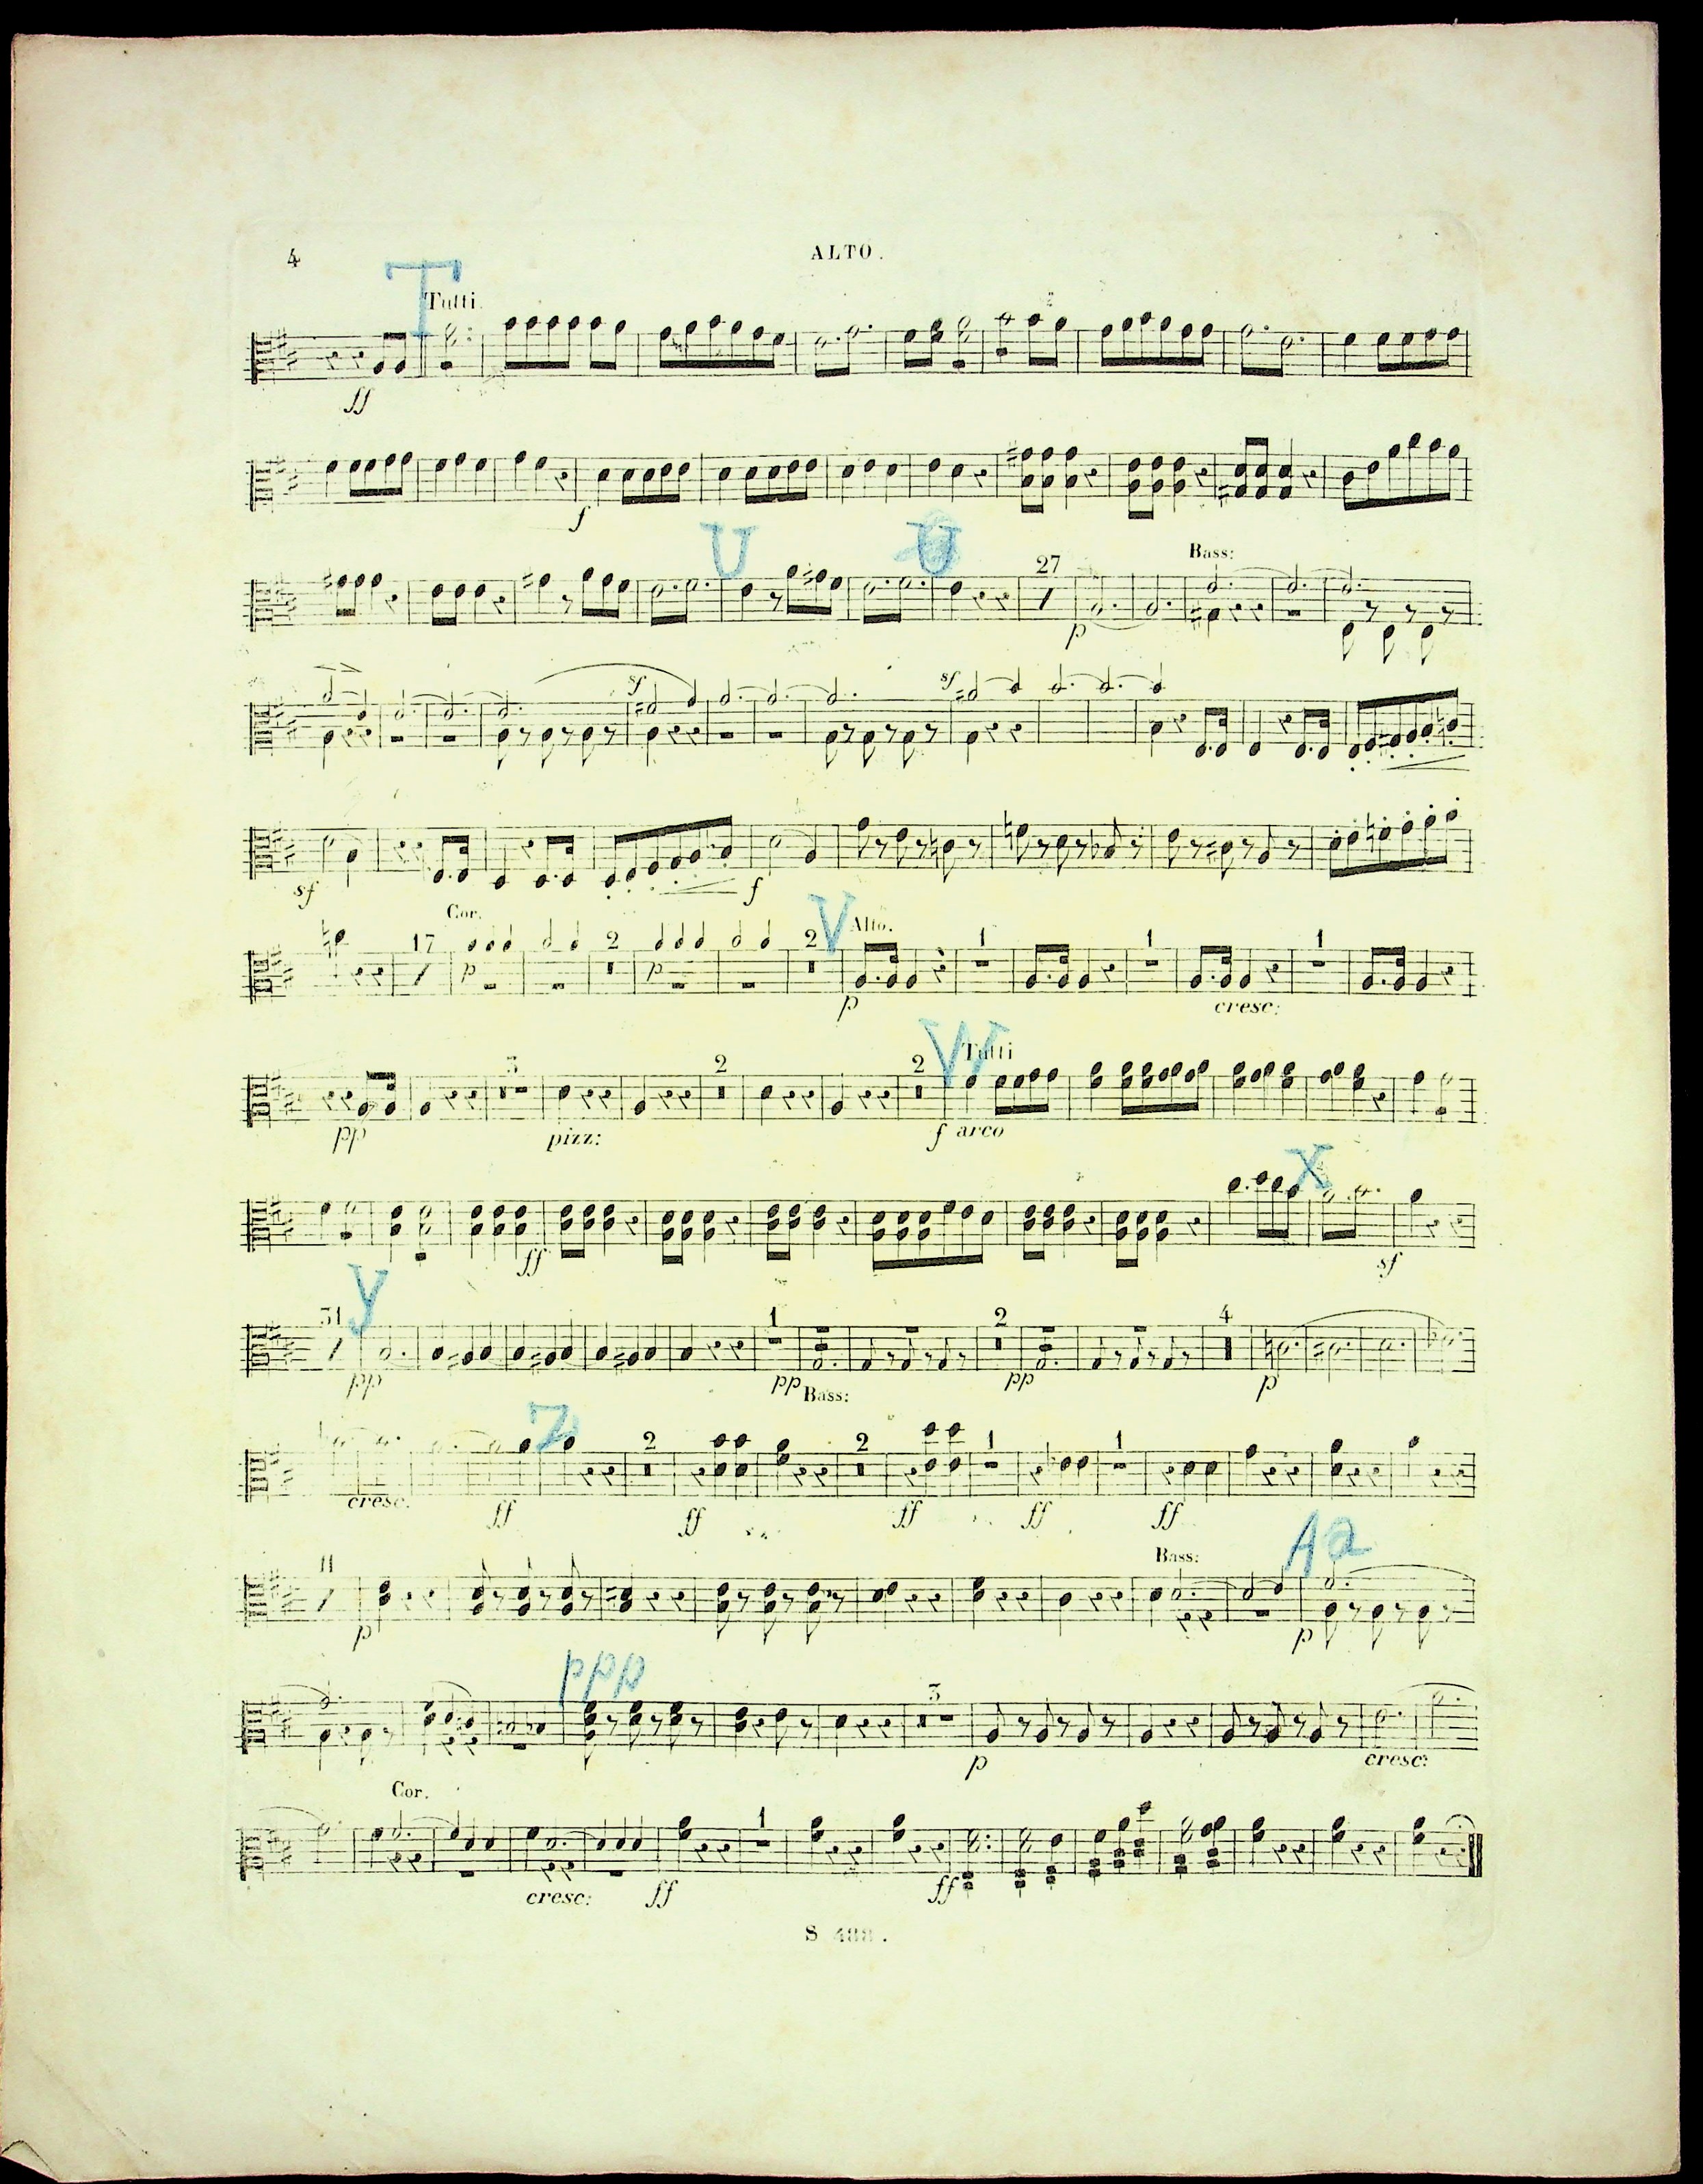 4
ALTO.
T
Tutti.
ff
f
U
U
27
Bass:
p
sf
sf
sf
f
Cor.
17
p
2
p
2
V
Alto.
p
1
1
cresc:
1
pp
3
pizz:
2
2
W
Tutti
f arco
X
ff
sf
31
y
pp
1
pp
Bass:
2
pp
4
p
cresc.
Z
ff
2
ff
2
ff
1
ff
1
ff
11
p
Bass:
Aa
p
ppp
3
p
cresc:
Cor.
cresc:
ff
1
ff
S. 488.